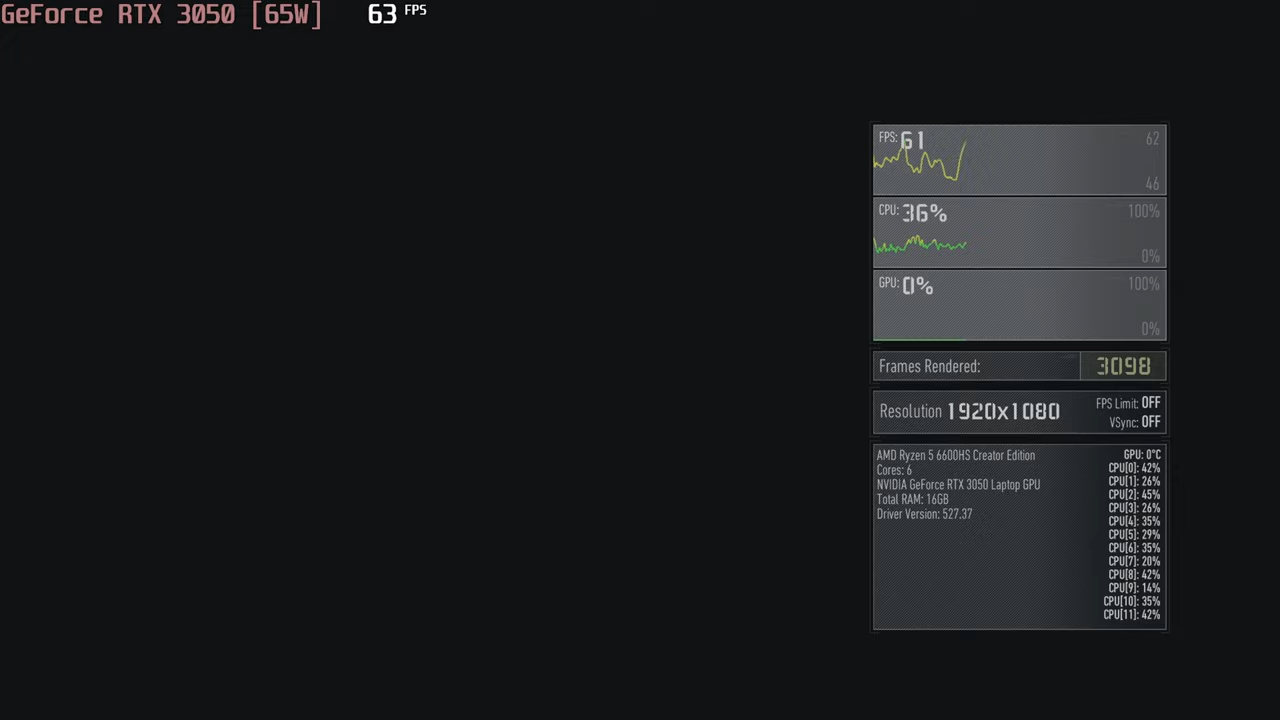 GeForce RTX 3050 [65W] 63 FPS
FPS: 61 62
46
CPU: 36% 100%
0%
GPU: 0% 100%
0%
Frames Rendered: 3098
Resolution 1920x1080 FPS Limit: OFF
VSync: OFF
AMD Ryzen 5 6600HS Creator Edition GPU: 0°C
Cores: 6 CPU[0]: 42%
NVIDIA GeForce RTX 3050 Laptop GPU CPU[1]: 26%
Total RAM: 16GB CPU[2]: 45%
Driver Version: 527.37 CPU[3]: 26%
CPU[4]: 35%
CPU[5]: 29%
CPU[6]: 35%
CPU[7]: 20%
CPU[8]: 42%
CPU[9]: 14%
CPU[10]: 35%
CPU[11]: 42%